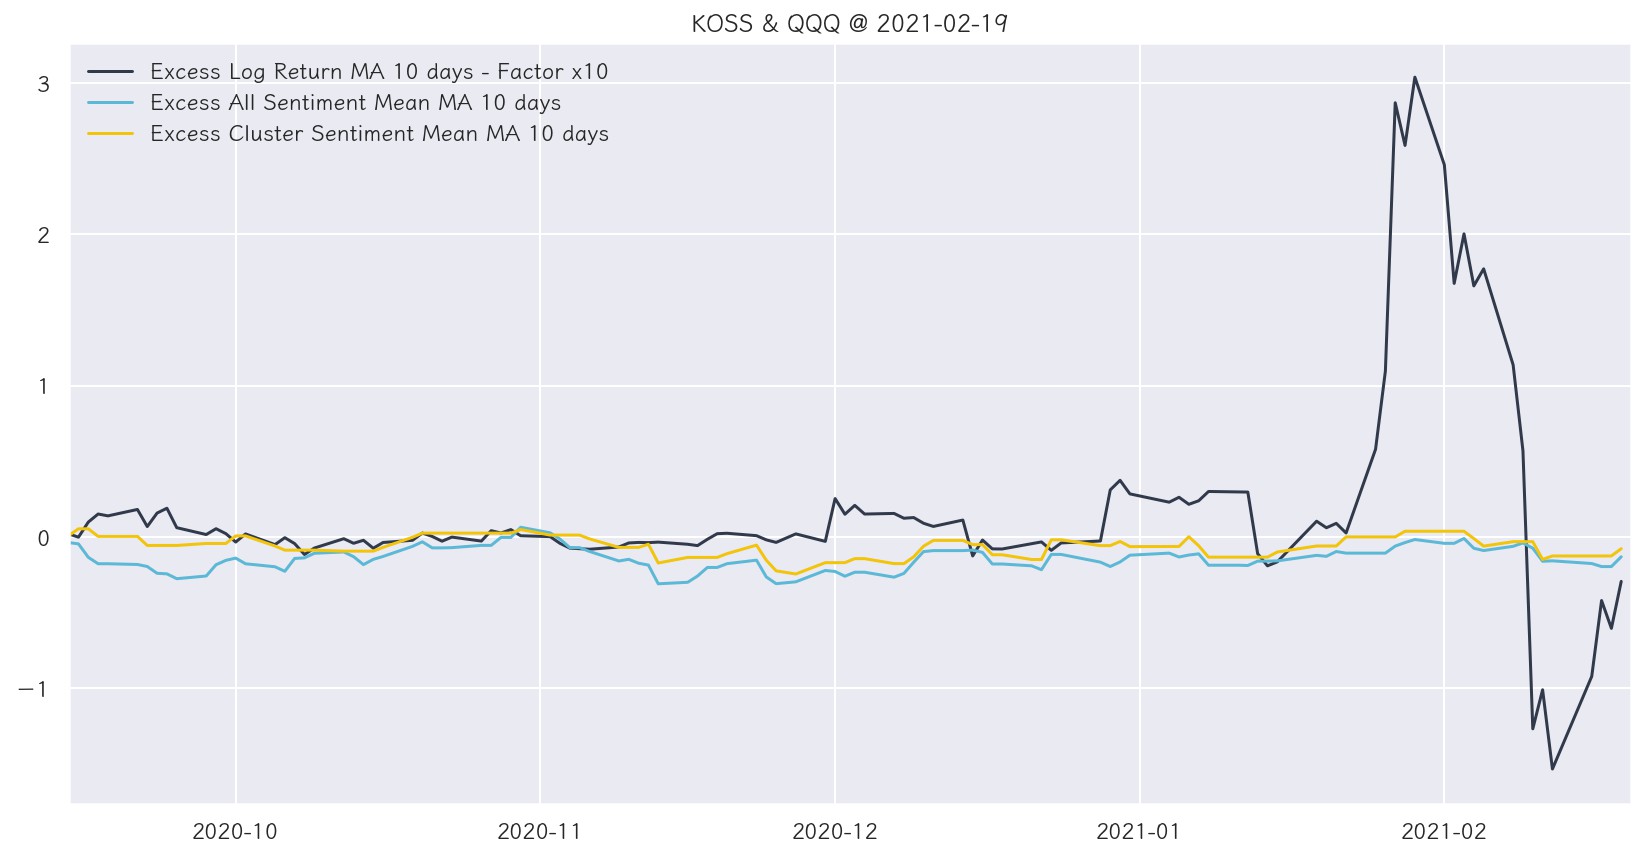 KOSS & QQQ @ 2021-02-19
Excess Log Return MA 10 days - Factor x10
Excess All Sentiment Mean MA 10 days
Excess Cluster Sentiment Mean MA 10 days
3
2
1
0
−1
2020-10
2020-11
2020-12
2021-01
2021-02